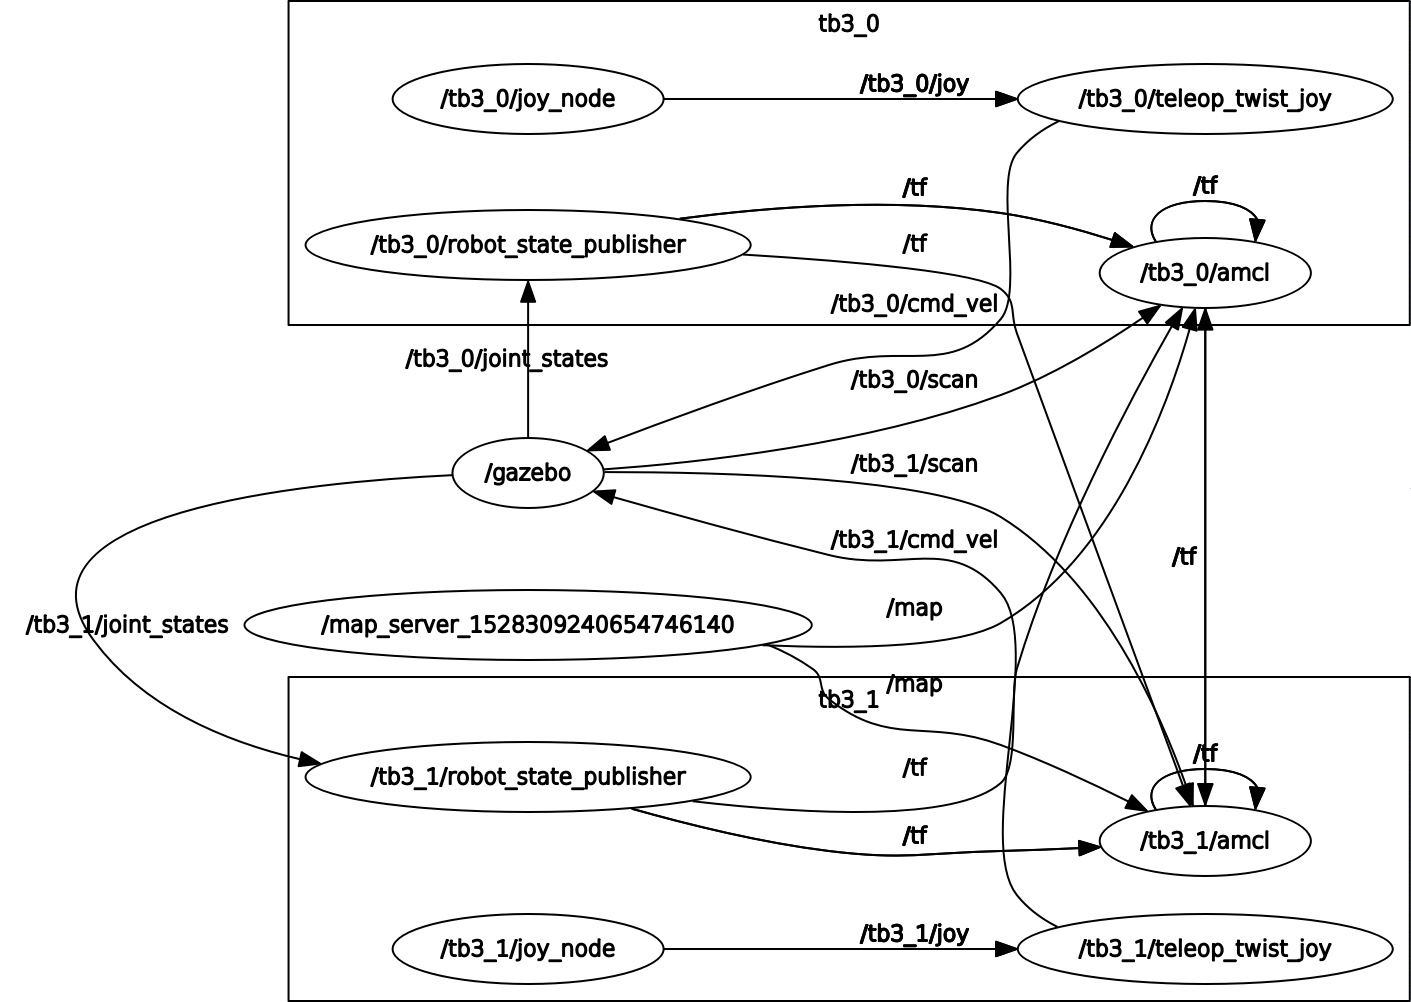 tb3_0
/tb3_0/joy_node
/tb3_0/joy
/tb3_0/teleop_twist_joy
/tf
/tf
/tb3_0/robot_state_publisher
/tf
/tb3_0/amcl
/tb3_0/cmd_vel
/tb3_0/joint_states
/tb3_0/scan
/gazebo
/tb3_1/scan
/tb3_1/cmd_vel
/tf
/map
/tb3_1/joint_states
/map_server_1528309240654746140
/map
tb3_1
/tf
/tb3_1/robot_state_publisher
/tf
/tf
/tb3_1/amcl
/tb3_1/joy_node
/tb3_1/joy
/tb3_1/teleop_twist_joy